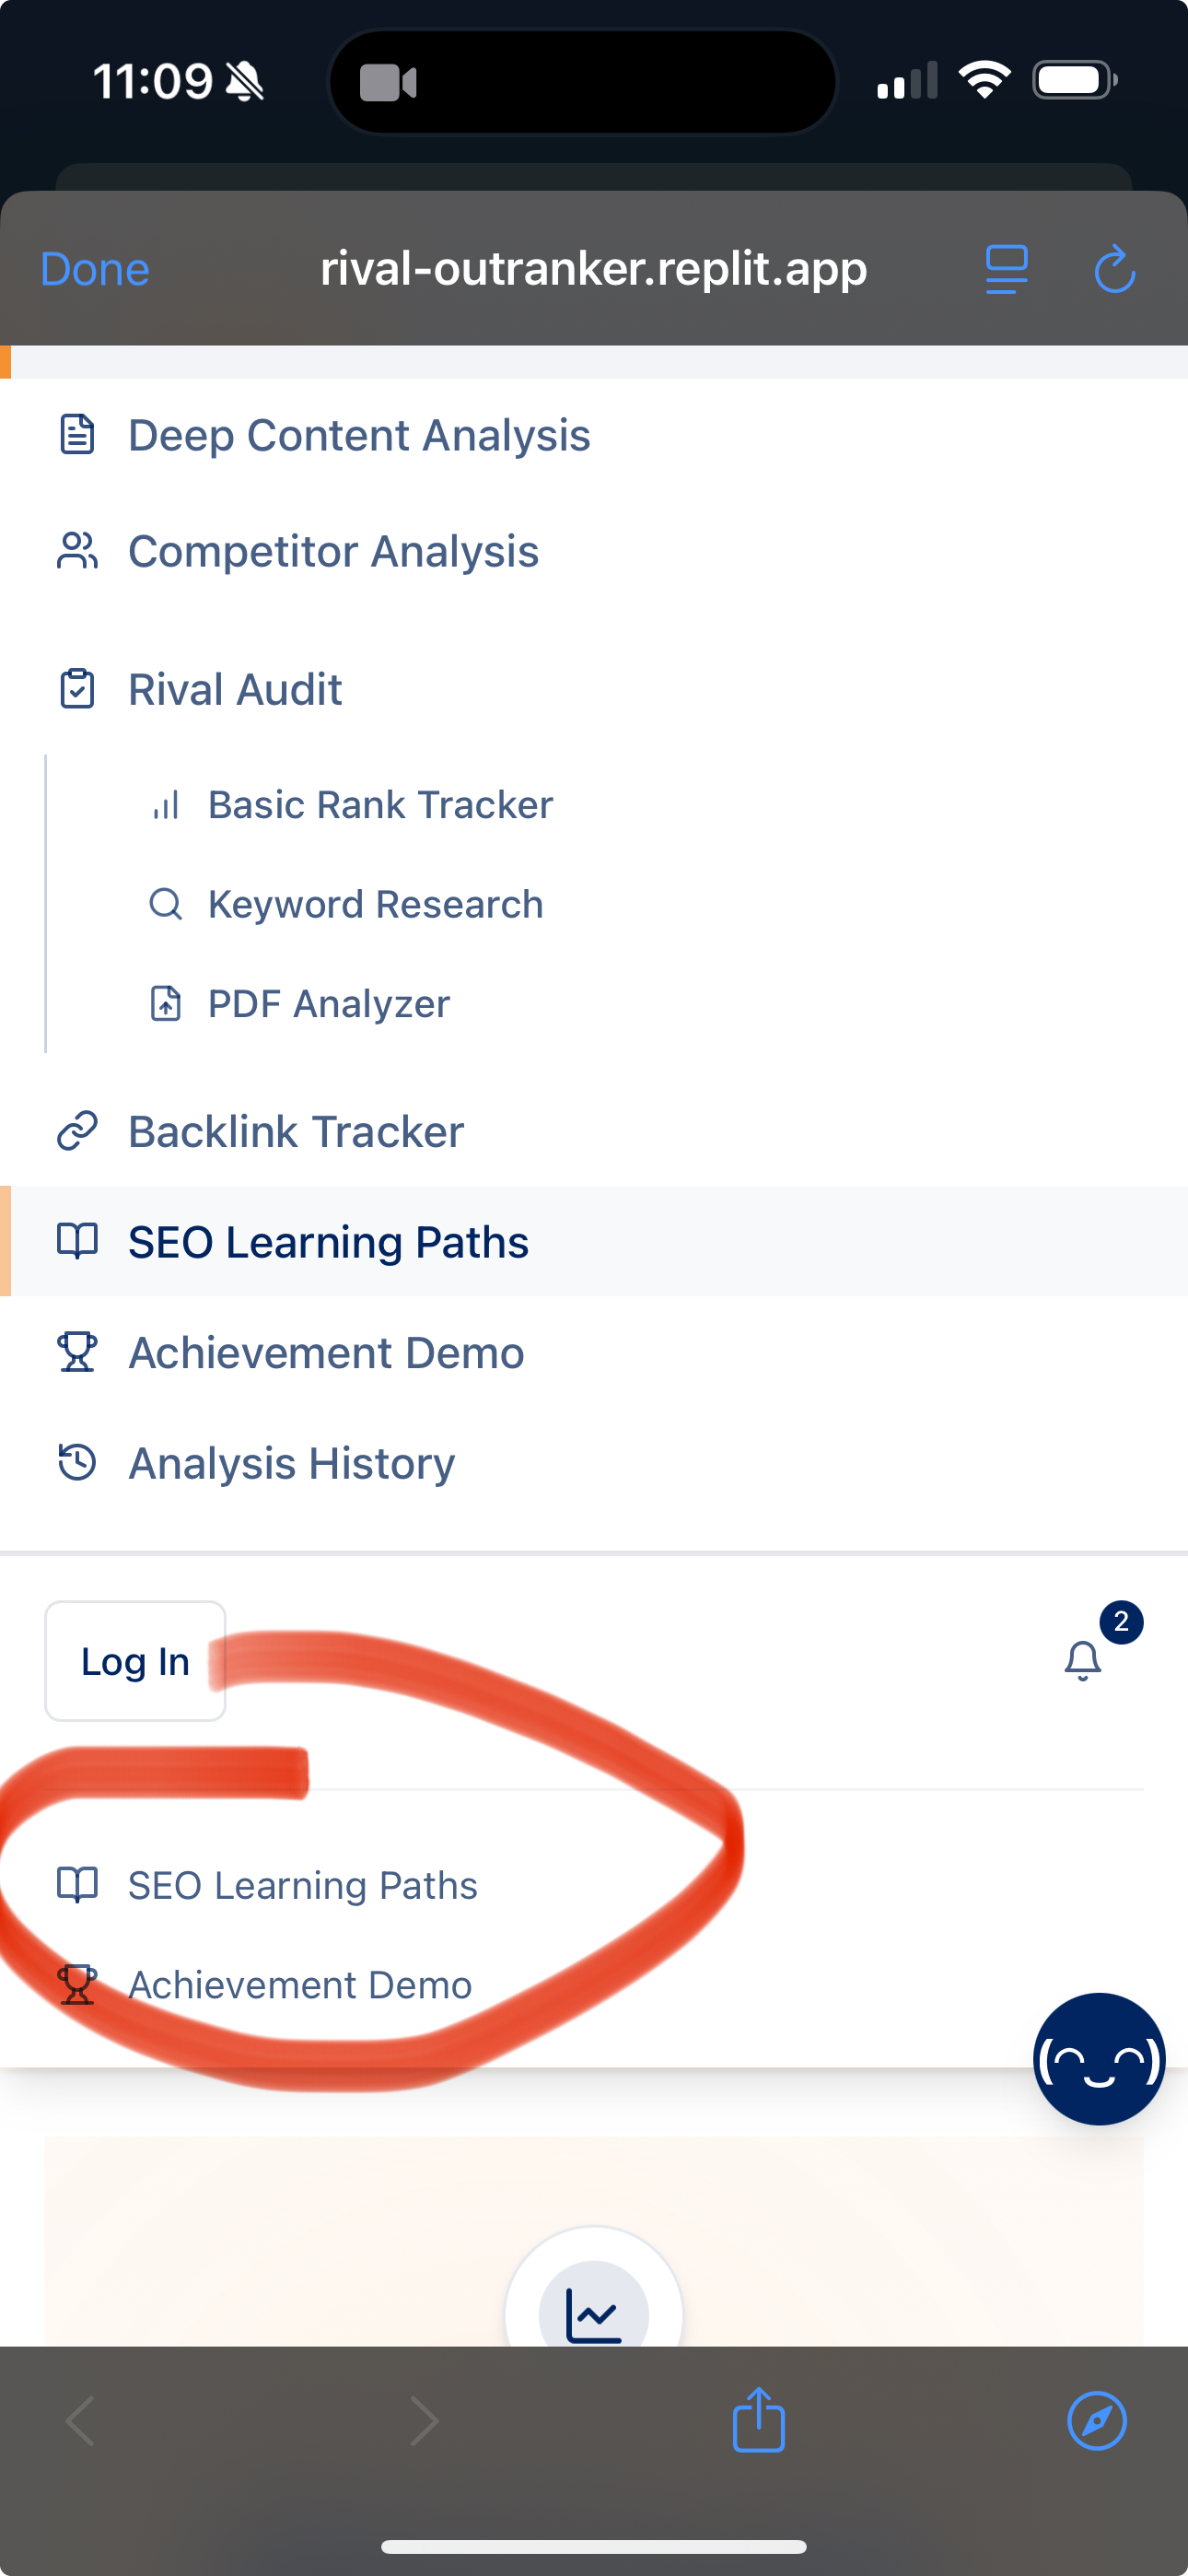 11:09
Done rival-outranker.replit.app
Deep Content Analysis
Competitor Analysis
Rival Audit
Basic Rank Tracker
Keyword Research
PDF Analyzer
Backlink Tracker
SEO Learning Paths
Achievement Demo
Analysis History
2
Log In
SEO Learning Paths
Achievement Demo